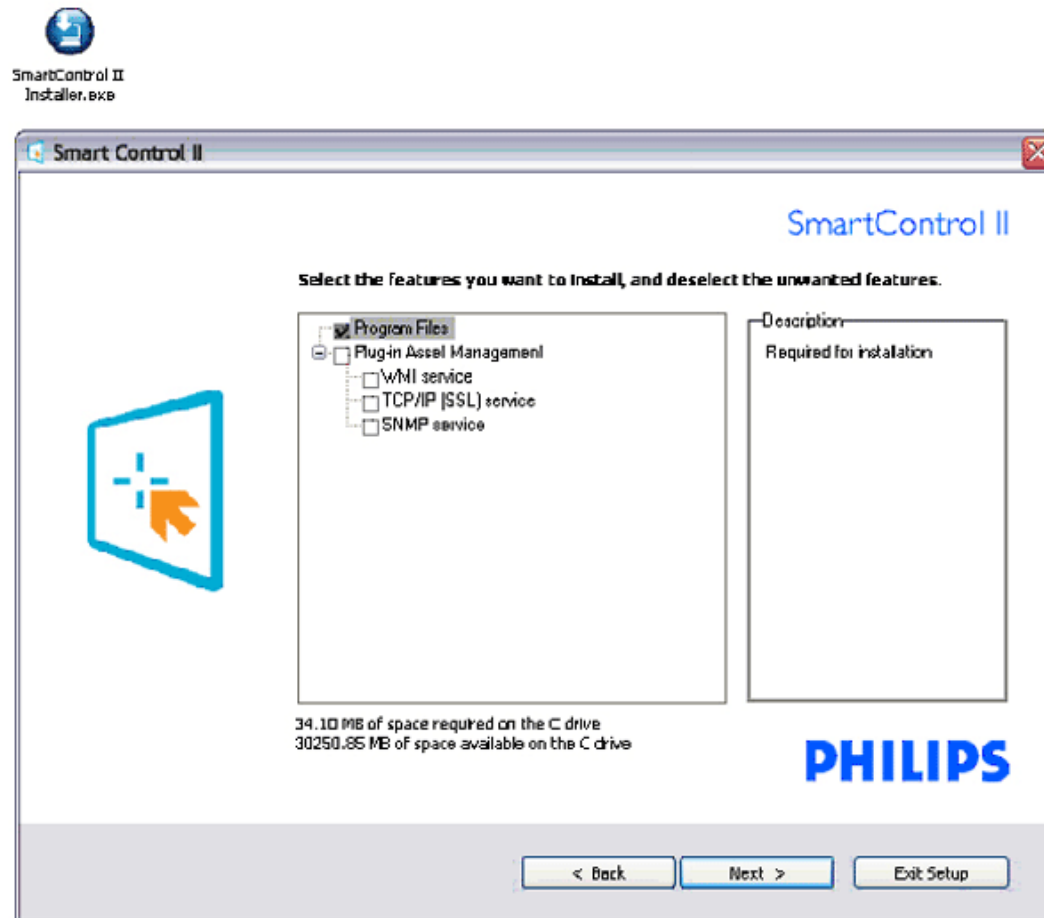 SmartControl II
Installer.exe
Smart Control II
SmartControl II
Select the features you want to install, and deselect the unwanted features.
Program Files
Plug-in Asset Management
WMI service
TCP/IP (SSL) service
SNMP service
Description
Required for installation
34.10 MB of space required on the C drive
30250.85 MB of space available on the C drive
PHILIPS
< Back
Next >
Exit Setup